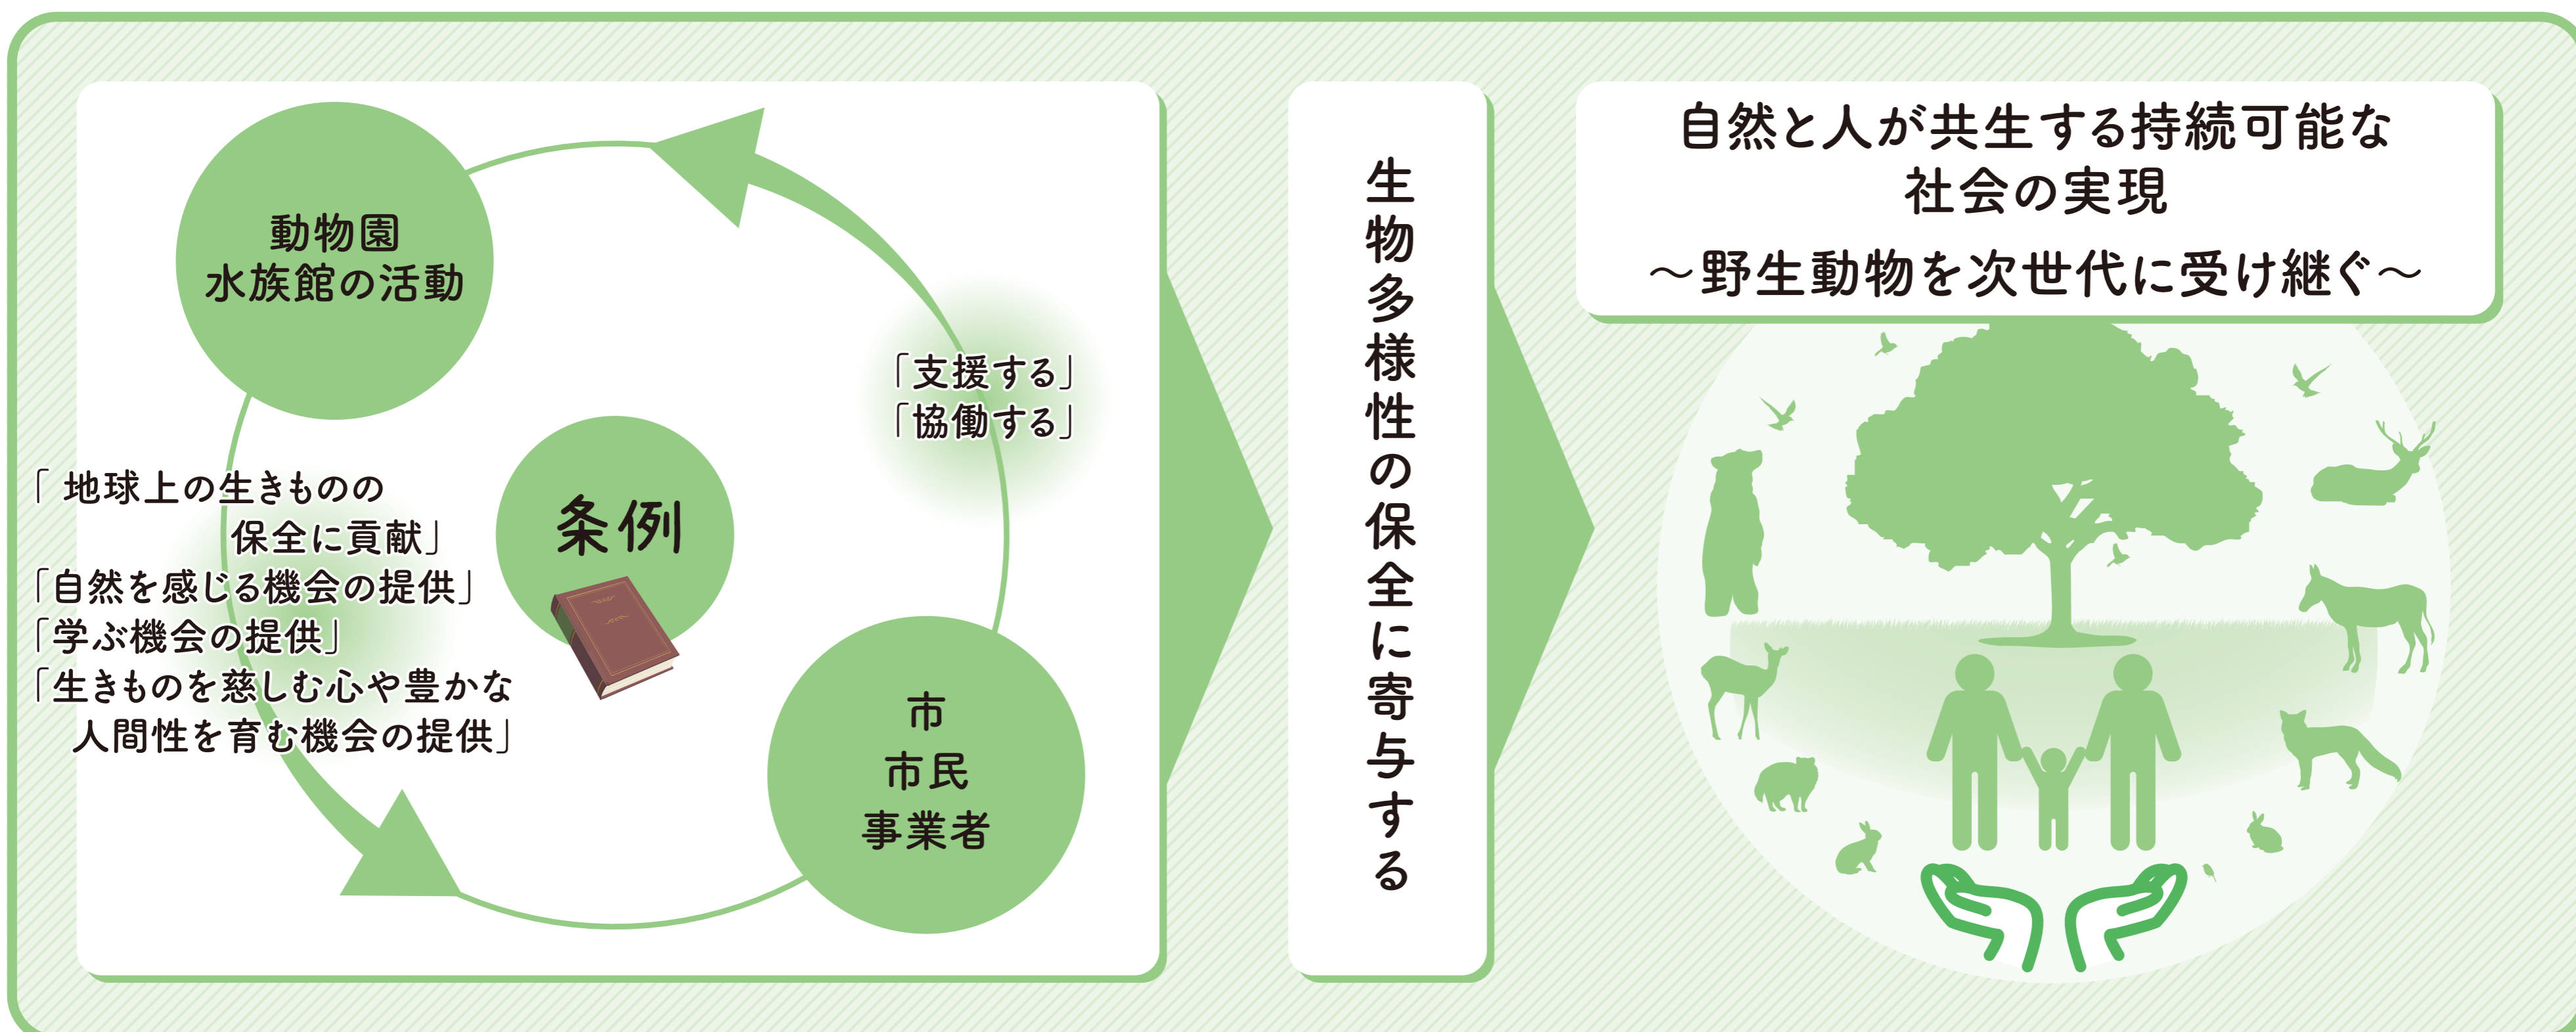 動物園
水族館の活動
「支援する」
「協働する」
「 地球上の生きものの
保全に貢献」
「自然を感じる機会の提供」
「学ぶ機会の提供」
「生きものを慈しむ心や豊かな
人間性を育む機会の提供」
条例
市
市民
事業者
生物多様性の保全に寄与する
自然と人が共生する持続可能な
社会の実現
～野生動物を次世代に受け継ぐ～